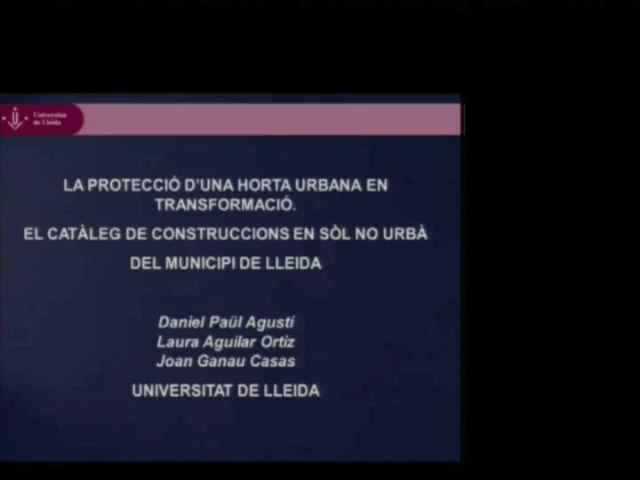 Universitat
de Lleida
LA PROTECCIÓ D'UNA HORTA URBANA EN
TRANSFORMACIÓ.
EL CATÀLEG DE CONSTRUCCIONS EN SÒL NO URBÀ
DEL MUNICIPI DE LLEIDA
Daniel Paül Agustí
Laura Aguilar Ortiz
Joan Ganau Casas
UNIVERSITAT DE LLEIDA